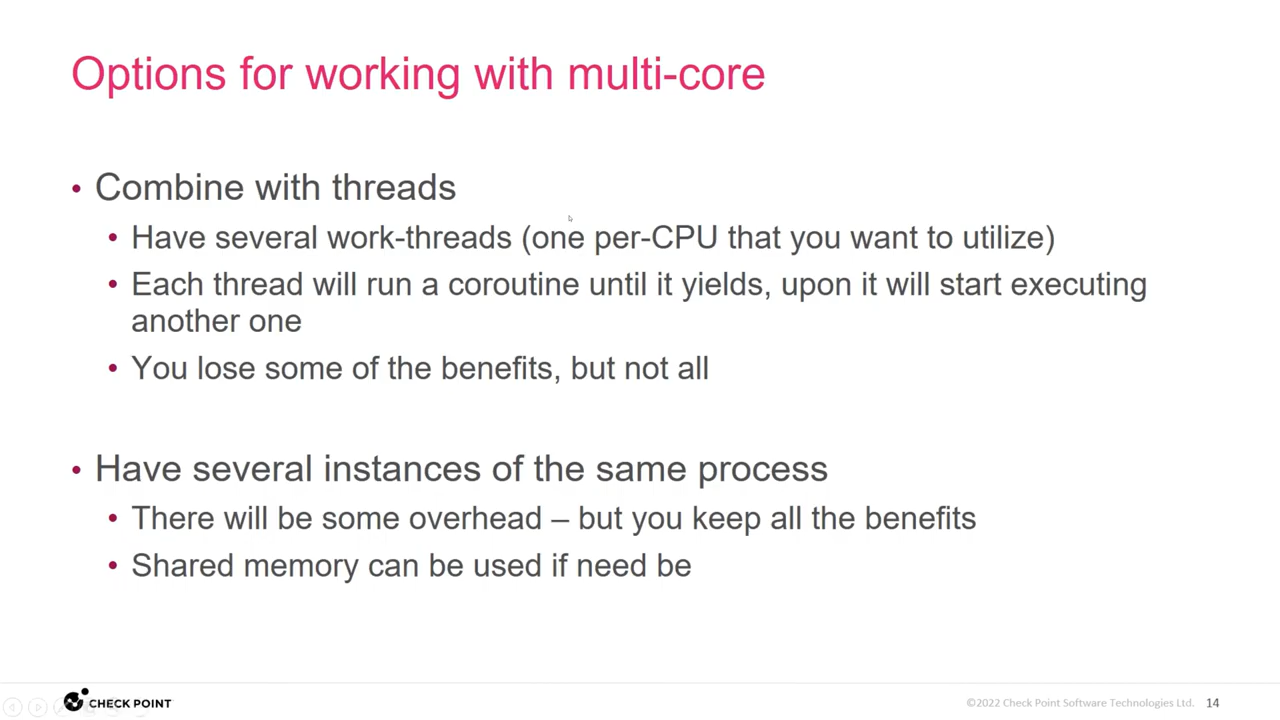 Options for working with multi-core
• Combine with threads
• Have several work-threads (one per-CPU that you want to utilize)
• Each thread will run a coroutine until it yields, upon it will start executing
another one
• You lose some of the benefits, but not all
• Have several instances of the same process
• There will be some overhead – but you keep all the benefits
• Shared memory can be used if need be
CHECK POINT
©2022 Check Point Software Technologies Ltd. 14